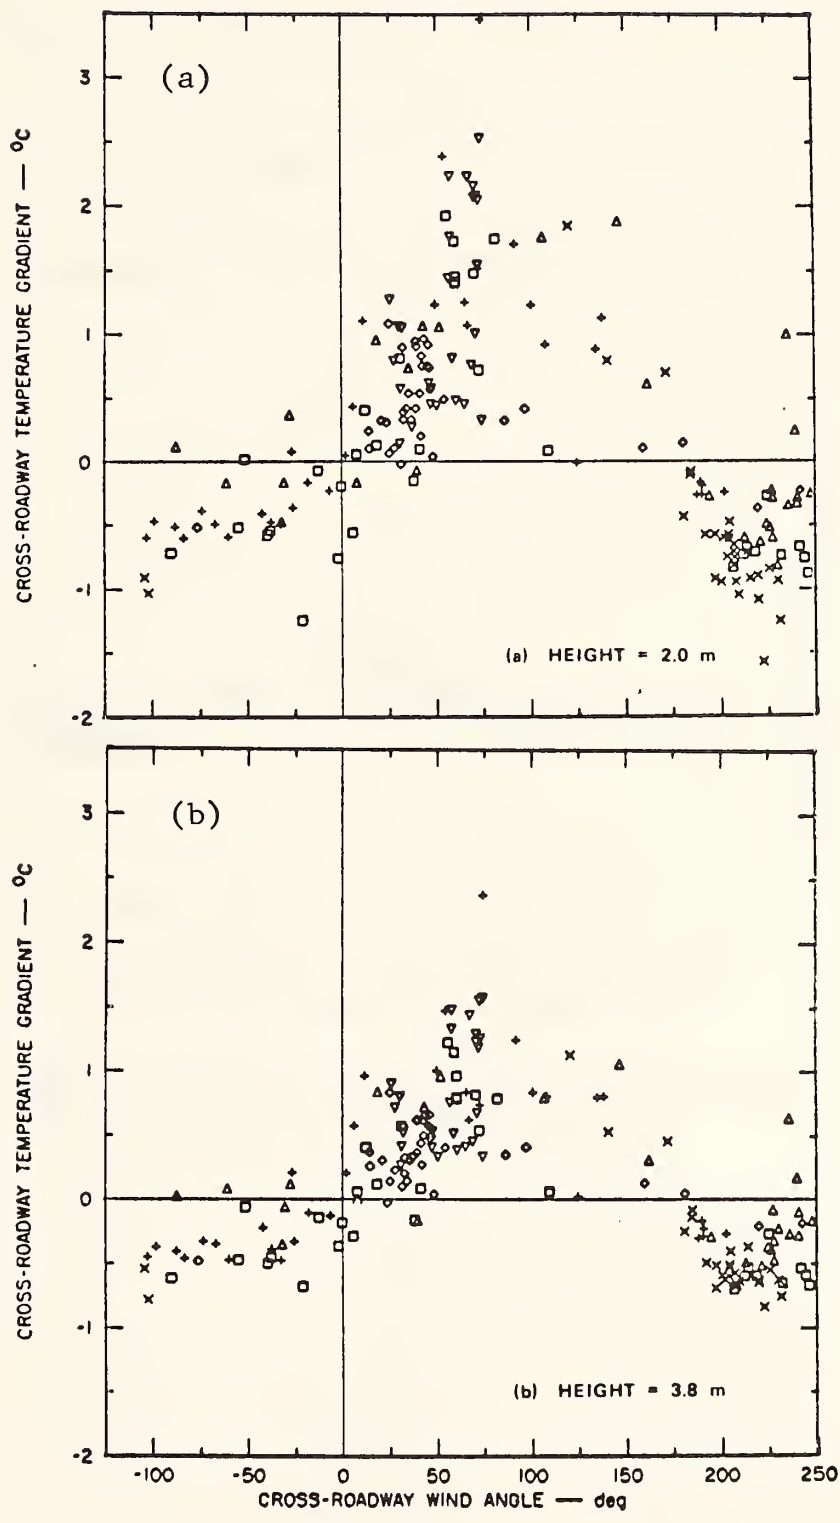 (a)
3
2
1
0
-1
-2
CROSS-ROADWAY TEMPERATURE GRADIENT — °C
(a) HEIGHT = 2.0 m
(b)
3
2
1
0
-1
-2
CROSS-ROADWAY TEMPERATURE GRADIENT — °C
(b) HEIGHT = 3.8 m
-100 -50 0 50 100 150 200 250
CROSS-ROADWAY WIND ANGLE — deg